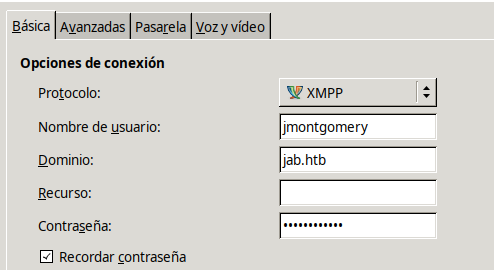 Básica Avanzadas Pasarela Voz y vídeo
Opciones de conexión
Protocolo: XMPP
Nombre de usuario: jmontgomery
Dominio: jab.htb
Recurso:
Contraseña: ••••••••••••
Recordar contraseña